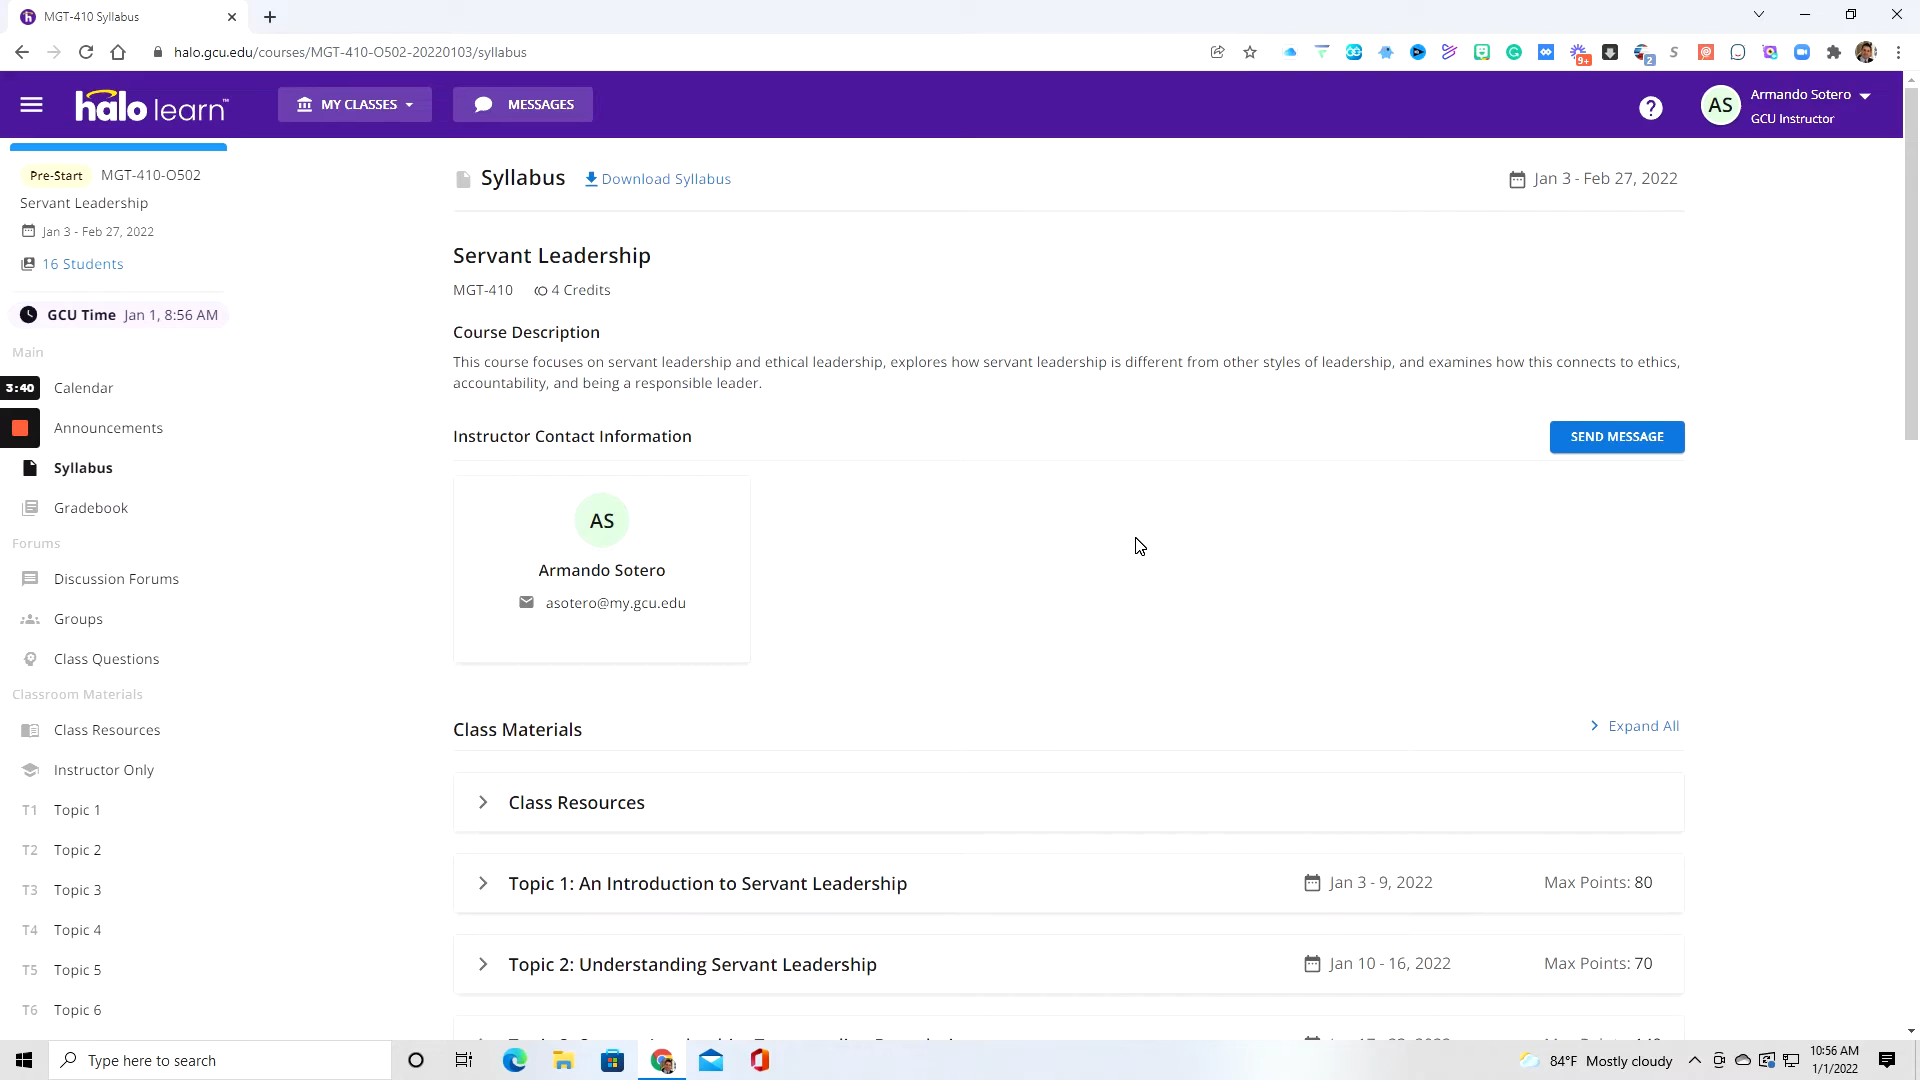 MGT-410 Syllabus
halo.gcu.edu/courses/MGT-410-O502-20220103/syllabus
9+
2
halo learn™
MY CLASSES
MESSAGES
?
AS
Armando Sotero
GCU Instructor
Pre-Start MGT-410-O502
Servant Leadership
Jan 3 - Feb 27, 2022
16 Students
GCU Time Jan 1, 8:56 AM
Main
3:40
Calendar
Announcements
Syllabus
Gradebook
Forums
Discussion Forums
Groups
Class Questions
Classroom Materials
Class Resources
Instructor Only
T1 Topic 1
T2 Topic 2
T3 Topic 3
T4 Topic 4
T5 Topic 5
T6 Topic 6
Syllabus Download Syllabus Jan 3 - Feb 27, 2022
Servant Leadership
MGT-410 4 Credits
Course Description
This course focuses on servant leadership and ethical leadership, explores how servant leadership is different from other styles of leadership, and examines how this connects to ethics,
accountability, and being a responsible leader.
Instructor Contact Information SEND MESSAGE
AS
Armando Sotero
asotero@my.gcu.edu
Class Materials Expand All
Class Resources
Topic 1: An Introduction to Servant Leadership Jan 3 - 9, 2022 Max Points: 80
Topic 2: Understanding Servant Leadership Jan 10 - 16, 2022 Max Points: 70
Type here to search
84°F Mostly cloudy
10:56 AM
1/1/2022